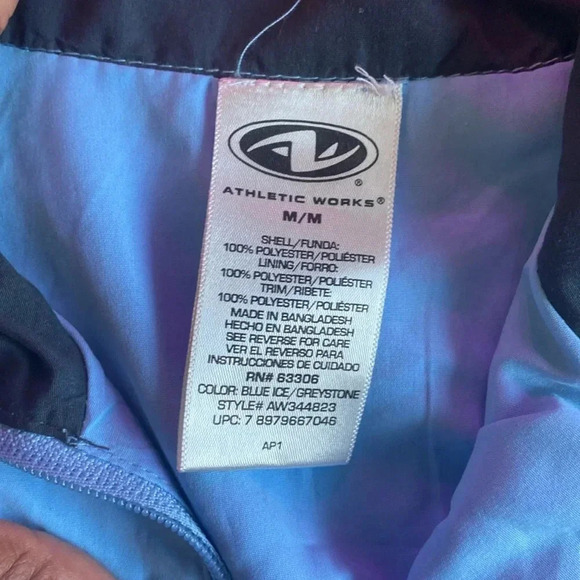 ATHLETIC WORKS®
M/M
SHELL/FUNDA:
100% POLYESTER/POLIÉSTER
LINING/FORRO:
100% POLYESTER/POLIÉSTER
TRIM/RIBETE:
100% POLYESTER/POLIÉSTER
MADE IN BANGLADESH
HECHO EN BANGLADESH
SEE REVERSE FOR CARE
VER EL REVERSO PARA
INSTRUCCIONES DE CUIDADO
RN# 63306
COLOR: BLUE ICE/GREYSTONE
STYLE# AW344823
UPC: 7 8979667046
AP1